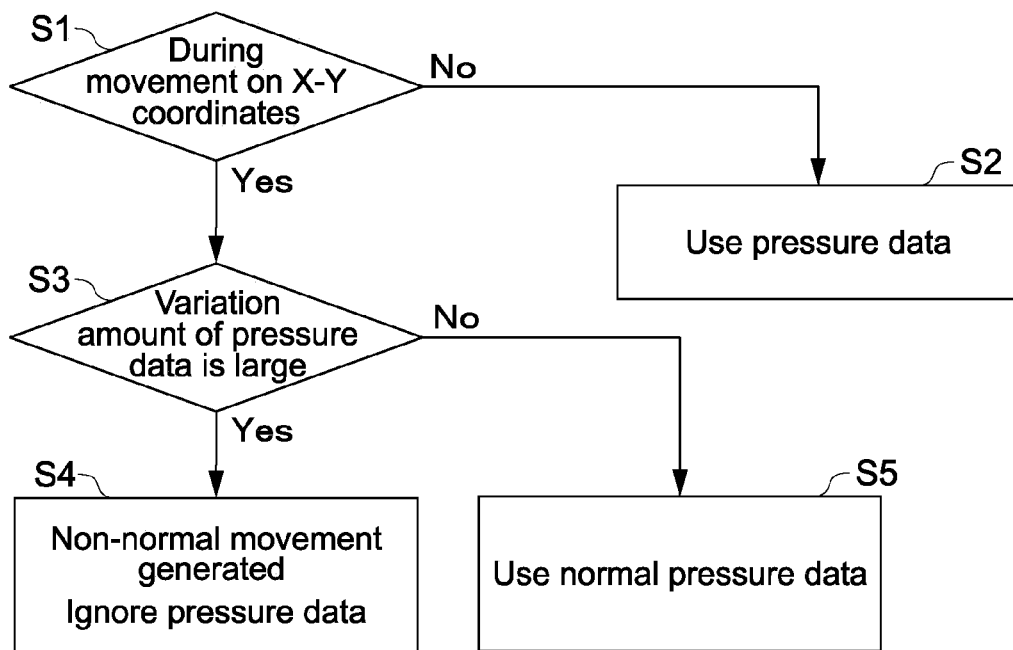 S1
During
movement on X-Y
coordinates
No
Yes
S2
Use pressure data
S3
Variation
amount of pressure
data is large
No
Yes
S4
Non-normal movement
generated
Ignore pressure data
S5
Use normal pressure data